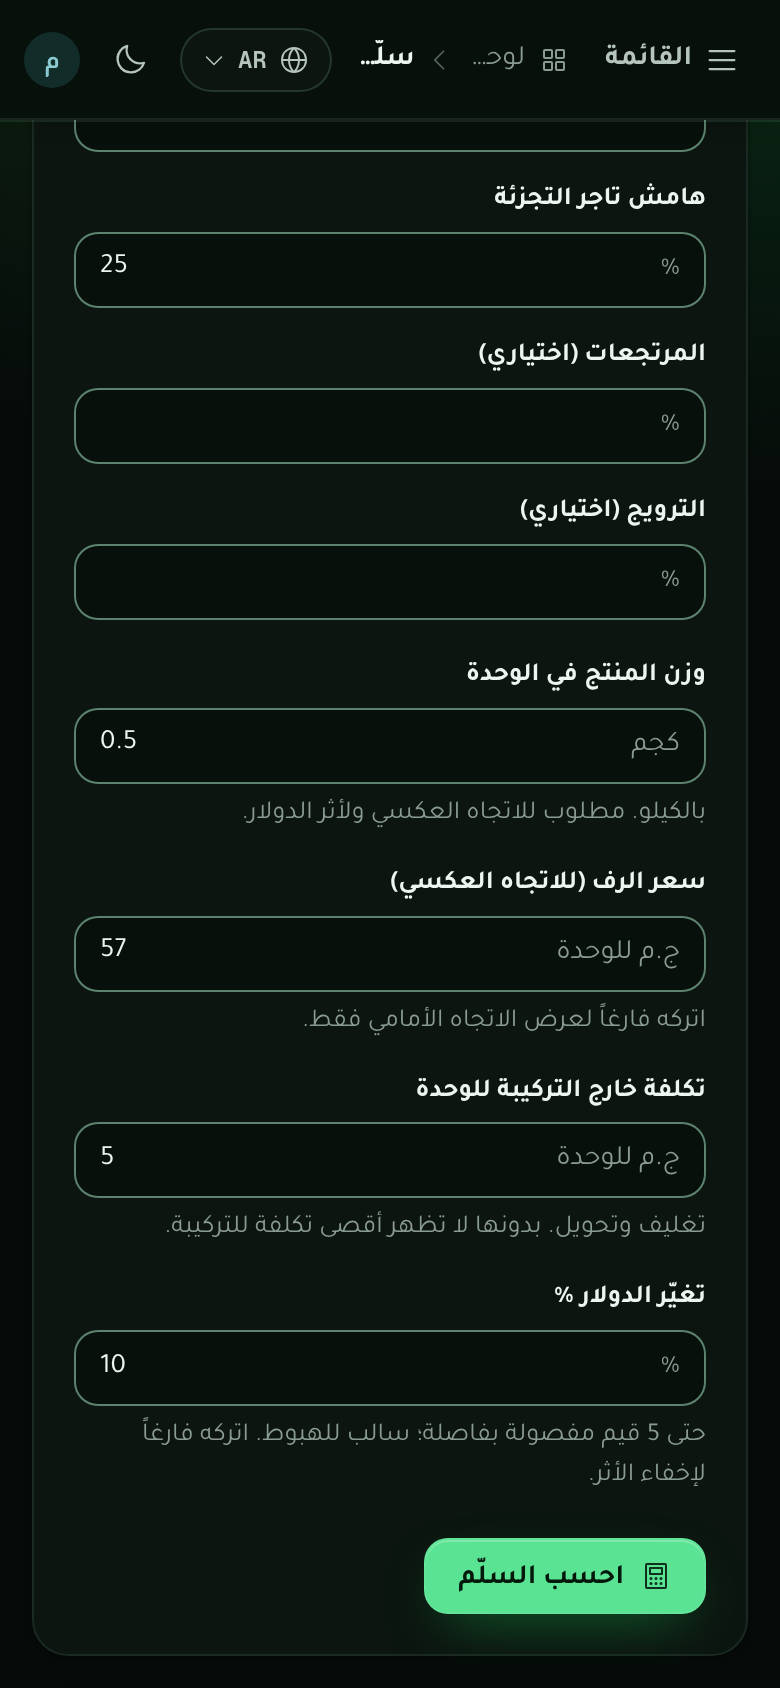 القائمة
لوحـ...
سلّـ...
AR
م
هامش تاجر التجزئة
% 25
المرتجعات (اختياري)
%
الترويج (اختياري)
%
وزن المنتج في الوحدة
كجم 0.5
بالكيلو. مطلوب للاتجاه العكسي ولأثر الدولار.
سعر الرف (للاتجاه العكسي)
ج.م للوحدة 57
اتركه فارغاً لعرض الاتجاه الأمامي فقط.
تكلفة خارج التركيبة للوحدة
ج.م للوحدة 5
تغليف وتحويل. بدونها لا تظهر أقصى تكلفة للتركيبة.
تغيّر الدولار %
% 10
حتى 5 قيم مفصولة بفاصلة؛ سالب للهبوط. اتركه فارغاً
لإخفاء الأثر.
احسب السلّم